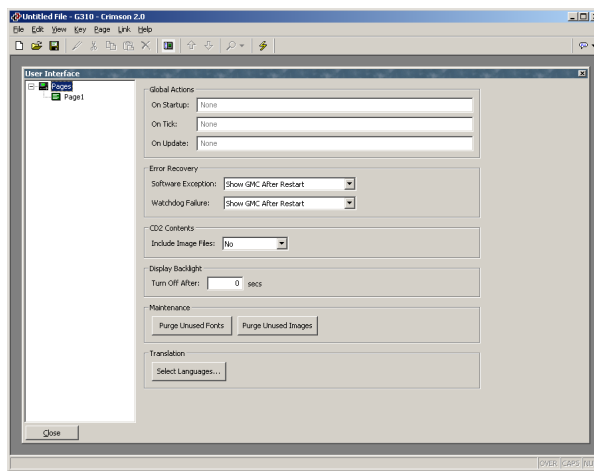 Untitled File - G310 - Crimson 2.0
File Edit View Key Page Link Help
User Interface
Pages
Page1
Global Actions
On Startup: None
On Tick: None
On Update: None
Error Recovery
Software Exception: Show GMC After Restart
Watchdog Failure: Show GMC After Restart
CD2 Contents
Include Image Files: No
Display Backlight
Turn Off After: 0 secs
Maintenance
Purge Unused Fonts Purge Unused Images
Translation
Select Languages...
Close
OVER CAPS NU